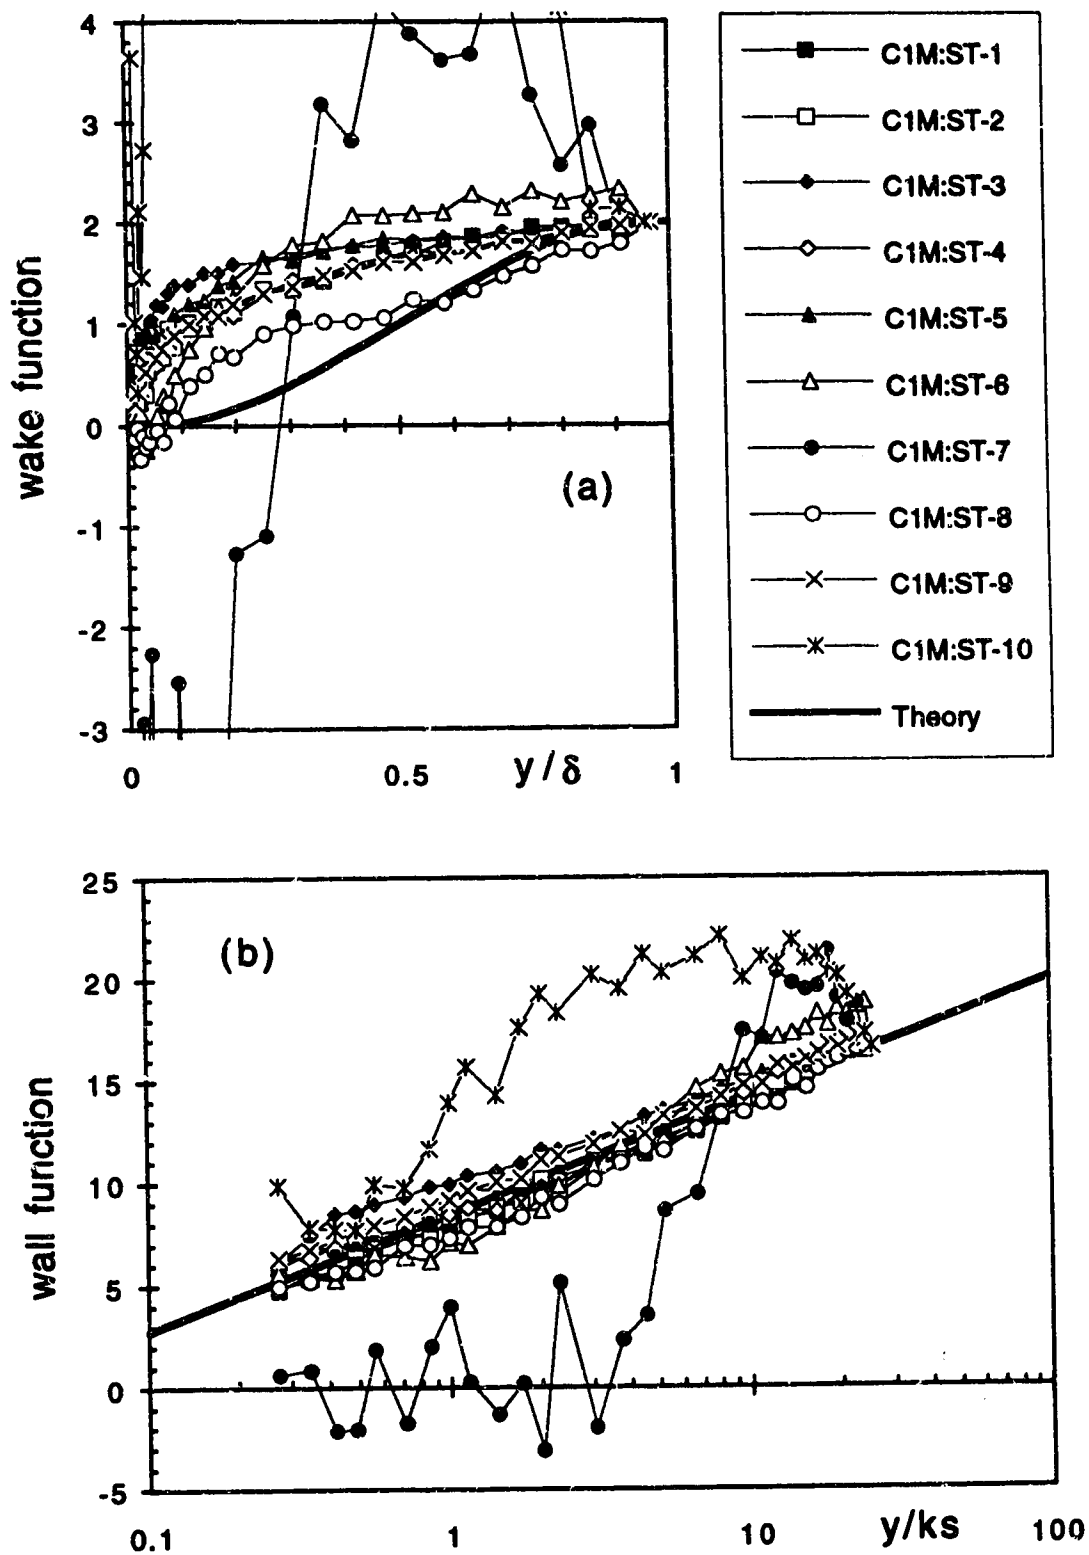 4
3
2
1
0
-1
-2
-3
wake function
(a)
0
0.5
y/δ
1
C1M:ST-1
C1M:ST-2
C1M:ST-3
C1M:ST-4
C1M:ST-5
C1M:ST-6
C1M:ST-7
C1M:ST-8
C1M:ST-9
C1M:ST-10
Theory
25
20
15
10
5
0
-5
wall function
(b)
0.1
1
10
y/ks
100